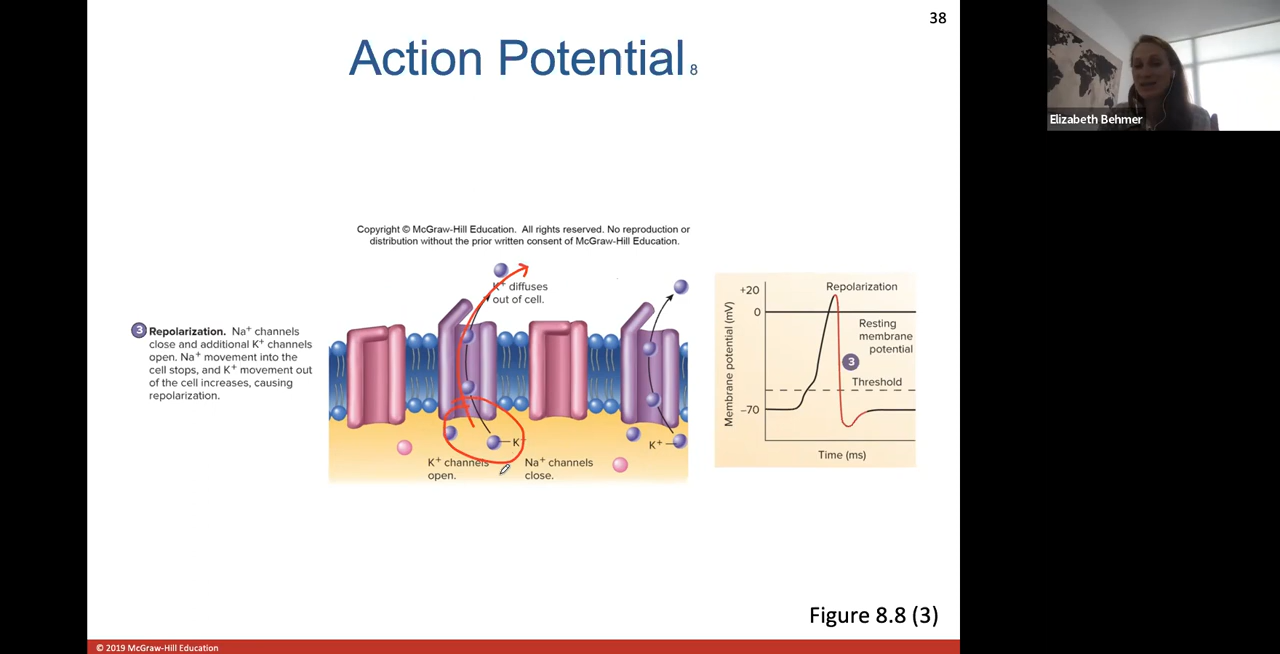 38
Action Potential 8
Elizabeth Behmer
Copyright © McGraw-Hill Education. All rights reserved. No reproduction or
distribution without the prior written consent of McGraw-Hill Education.
3 Repolarization. Na+ channels
close and additional K+ channels
open. Na+ movement into the
cell stops, and K+ movement out
of the cell increases, causing
repolarization.
K+ diffuses
out of cell.
K+
K+ channels
open.
Na+ channels
close.
K+
+20
0
-70
Membrane potential (mV)
Repolarization
Resting
membrane
potential
3
Threshold
Time (ms)
Figure 8.8 (3)
© 2019 McGraw-Hill Education